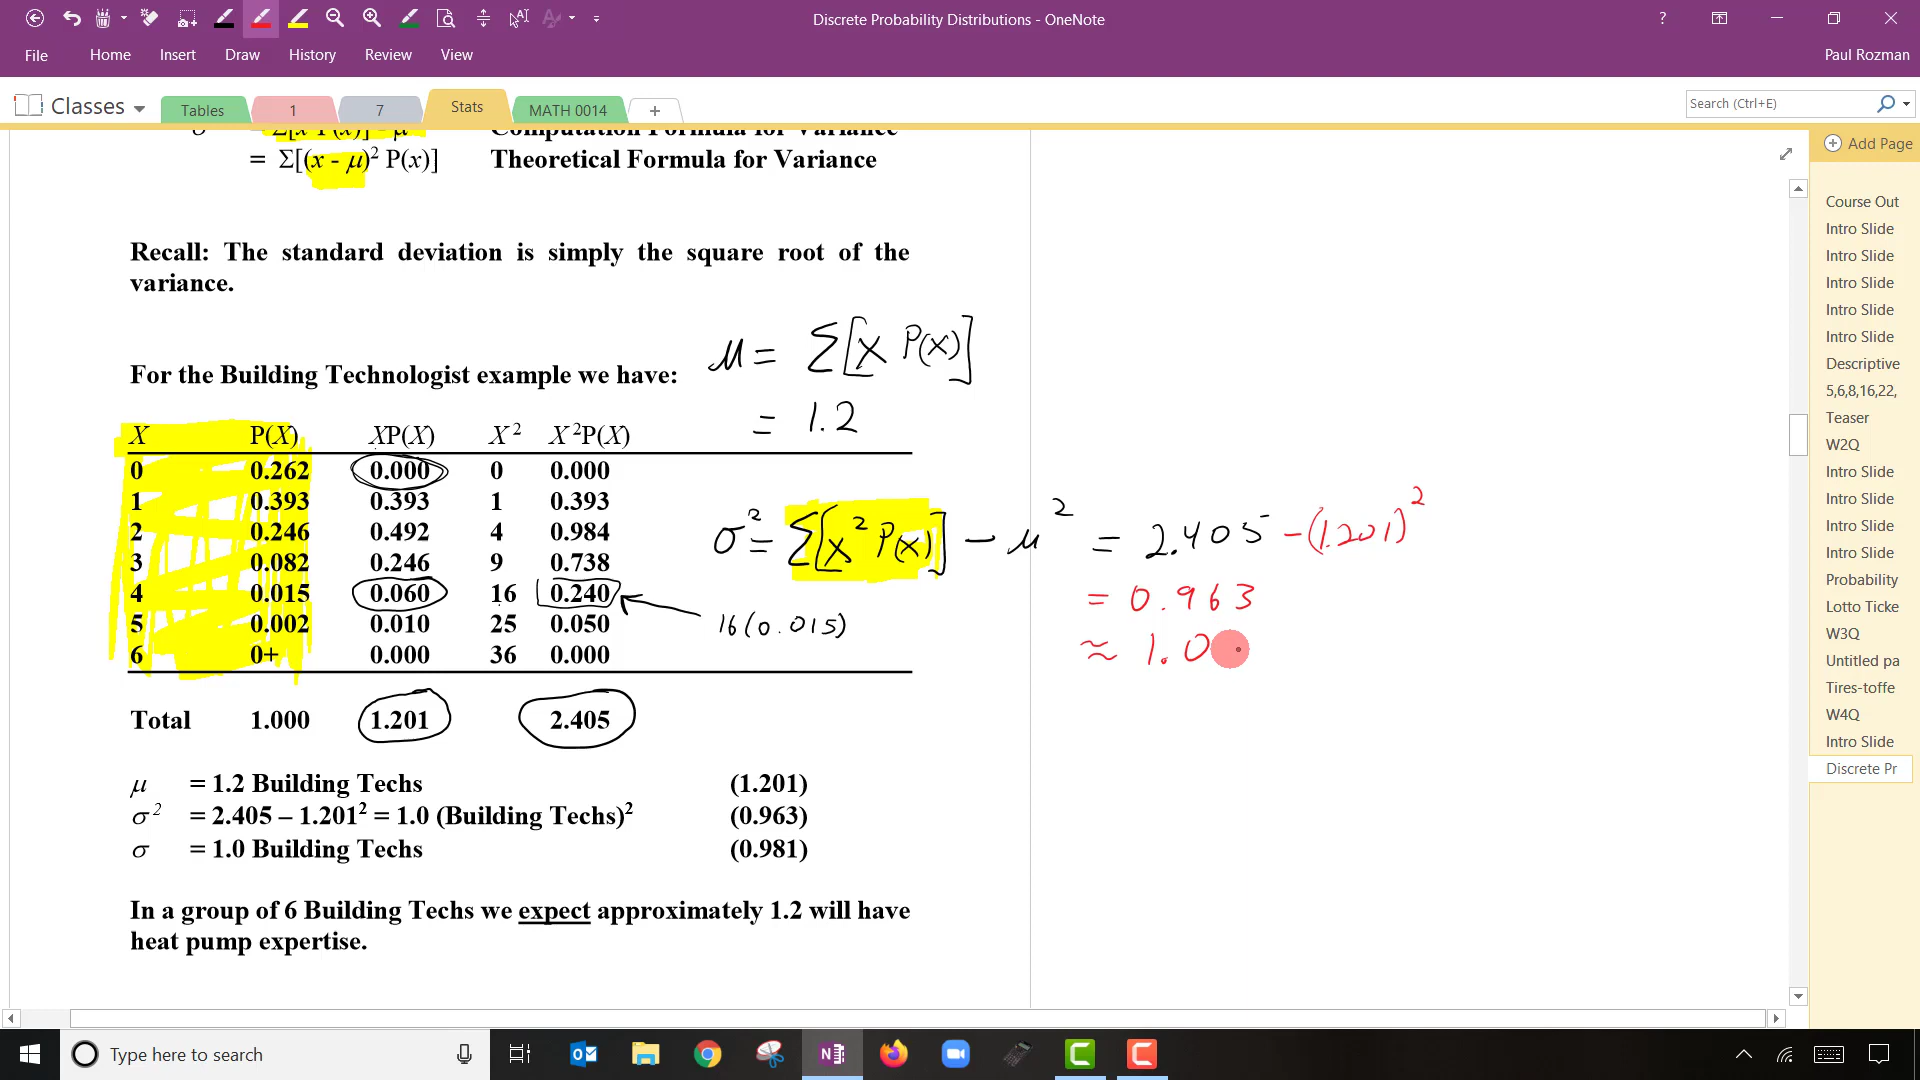 Discrete Probability Distributions - OneNote
?
File Home Insert Draw History Review View
Paul Rozman
Classes Tables 1 7 Stats MATH 0014 +
Search (Ctrl+E)
Add Page
= Σ[(x - μ)² P(x)] Theoretical Formula for Variance
Recall: The standard deviation is simply the square root of the
variance.
μ = Σ[X P(X)]
= 1.2
For the Building Technologist example we have:
X P(X) XP(X) X² X²P(X)
0 0.262 0.000 0 0.000
1 0.393 0.393 1 0.393
2 0.246 0.492 4 0.984
3 0.082 0.246 9 0.738
4 0.015 0.060 16 0.240
5 0.002 0.010 25 0.050
6 0+ 0.000 36 0.000
Total 1.000 1.201 2.405
σ² = Σ[X² P(X)] - μ² = 2.405 - (1.201)²
= 0.963
≈ 1.0
16(0.015)
μ = 1.2 Building Techs (1.201)
σ² = 2.405 – 1.201² = 1.0 (Building Techs)² (0.963)
σ = 1.0 Building Techs (0.981)
In a group of 6 Building Techs we expect approximately 1.2 will have
heat pump expertise.
Course Out
Intro Slide
Intro Slide
Intro Slide
Intro Slide
Intro Slide
Descriptive
5,6,8,16,22,
Teaser
W2Q
Intro Slide
Intro Slide
Intro Slide
Intro Slide
Probability
Lotto Ticke
W3Q
Untitled pa
Tires-toffe
W4Q
Intro Slide
Discrete Pr
Type here to search